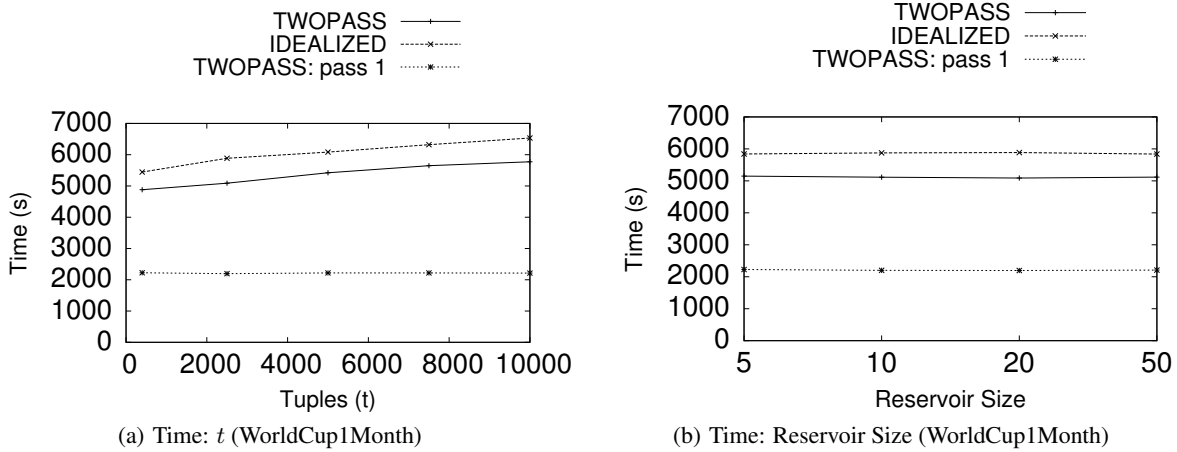 TWOPASS
IDEALIZED
TWOPASS: pass 1
7000
6000
5000
4000
3000
2000
1000
0
Time (s)
0 2000 4000 6000 8000 10000
Tuples (t)
(a) Time: t (WorldCup1Month)
TWOPASS
IDEALIZED
TWOPASS: pass 1
7000
6000
5000
4000
3000
2000
1000
0
Time (s)
5 10 20 50
Reservoir Size
(b) Time: Reservoir Size (WorldCup1Month)